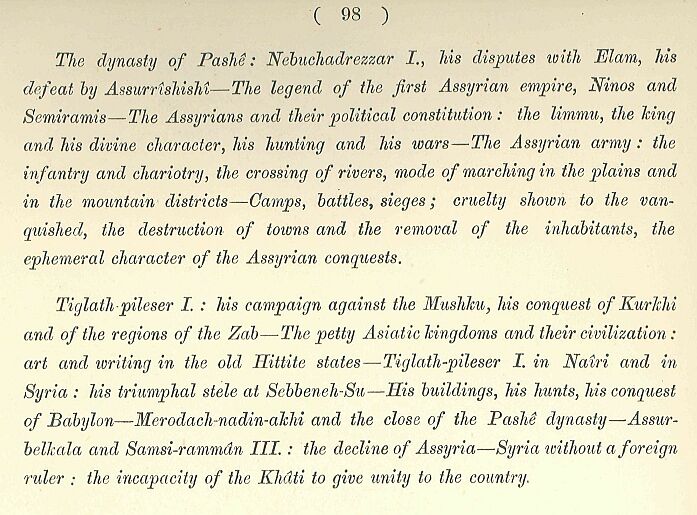 ( 98 )
The dynasty of Pashê: Nebuchadrezzar I., his disputes with Elam, his
defeat by Assurrîshishî—The legend of the first Assyrian empire, Ninos and
Semiramis—The Assyrians and their political constitution: the limmu, the king
and his divine character, his hunting and his wars—The Assyrian army: the
infantry and chariotry, the crossing of rivers, mode of marching in the plains and
in the mountain districts—Camps, battles, sieges; cruelty shown to the van-
quished, the destruction of towns and the removal of the inhabitants, the
ephemeral character of the Assyrian conquests.
Tiglath-pileser I.: his campaign against the Mushku, his conquest of Kurkhi
and of the regions of the Zab—The petty Asiatic kingdoms and their civilization:
art and writing in the old Hittite states—Tiglath-pileser I. in Naîri and in
Syria: his triumphal stele at Sebbeneh-Su—His buildings, his hunts, his conquest
of Babylon—Merodach-nadin-akhi and the close of the Pashê dynasty—Assur-
belkala and Samsi-rammân III.: the decline of Assyria—Syria without a foreign
ruler: the incapacity of the Khâti to give unity to the country.